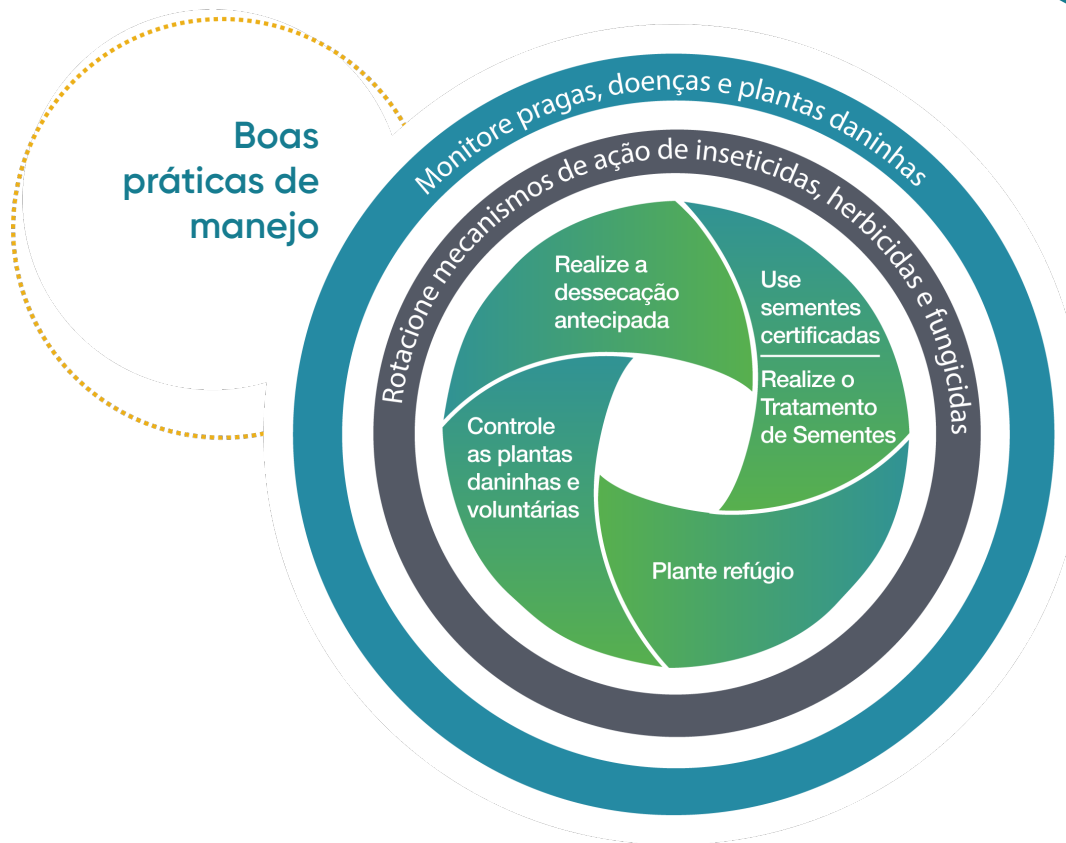 Boas
práticas de
manejo
Monitore pragas, doenças e plantas daninhas
Rotacione mecanismos de ação de inseticidas, herbicidas e fungicidas
Realize a
dessecação
antecipada
Use
sementes
certificadas
Realize o
Tratamento
de Sementes
Controle
as plantas
daninhas e
voluntárias
Plante refúgio